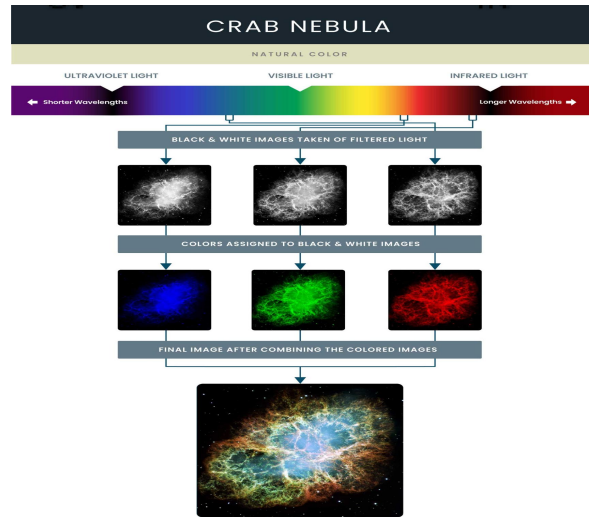 CRAB NEBULA
NATURAL COLOR
ULTRAVIOLET LIGHT
VISIBLE LIGHT
INFRARED LIGHT
Shorter Wavelengths
Longer Wavelengths
BLACK & WHITE IMAGES TAKEN OF FILTERED LIGHT
COLORS ASSIGNED TO BLACK & WHITE IMAGES
FINAL IMAGE AFTER COMBINING THE COLORED IMAGES